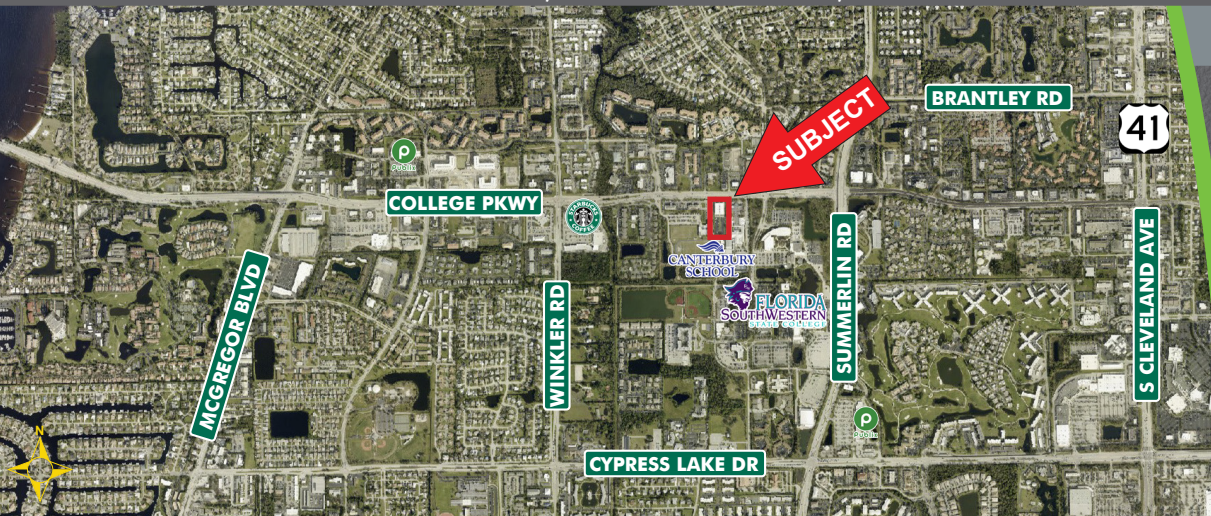 BRANTLEY RD
41
SUBJECT
Publix
COLLEGE PKWY
STARBUCKS
COFFEE
CANTERBURY
SCHOOL
FLORIDA
SOUTHWESTERN
STATE COLLEGE
MCGREGOR BLVD
WINKLER RD
SUMMERLIN RD
S CLEVELAND AVE
Publix
N
CYPRESS LAKE DR